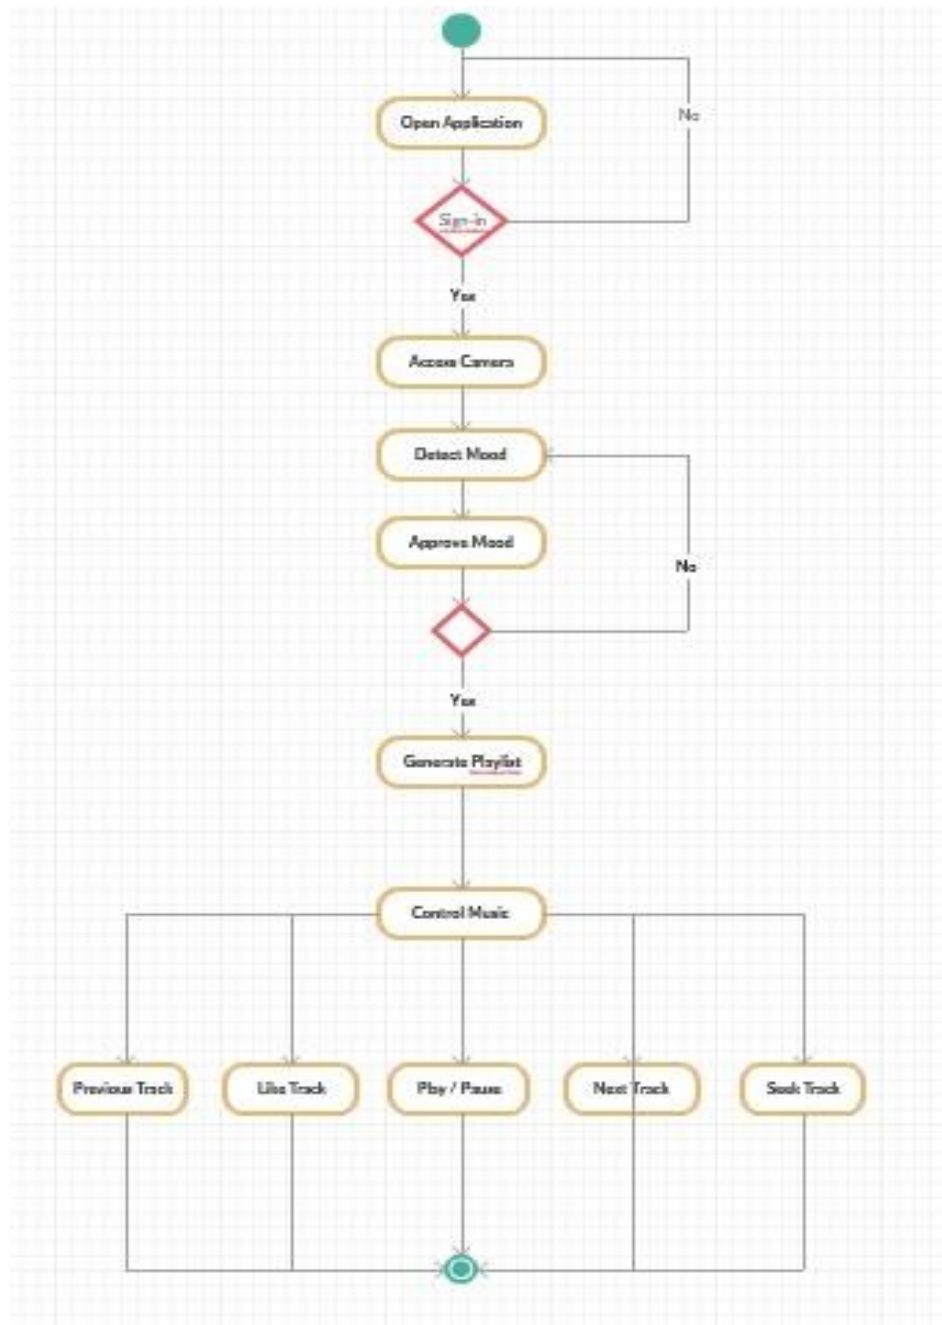 Open Application
No
Sign-in
Yes
Access Camera
Detect Mood
Approve Mood
No
Yes
Generate Playlist
Control Music
Previous Track
Like Track
Play / Pause
Next Track
Seek Track